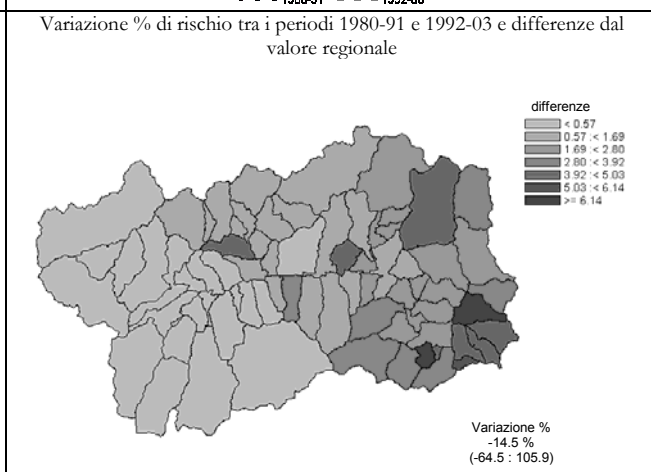 Variazione % di rischio tra i periodi 1980-91 e 1992-03 e differenze dal
valore regionale
differenze
< 0.57
0.57 :< 1.69
1.69 :< 2.80
2.80 :< 3.92
3.92 :< 5.03
5.03 :< 6.14
>= 6.14
Variazione %
-14.5 %
(-64.5 : 105.9)